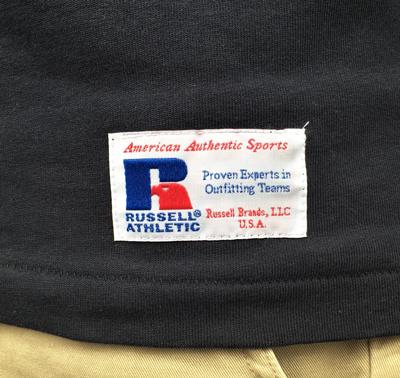 American Authentic Sports
Proven Experts in
Outfitting Teams
RUSSELL®
ATHLETIC
Russell Brands, LLC
U.S.A.